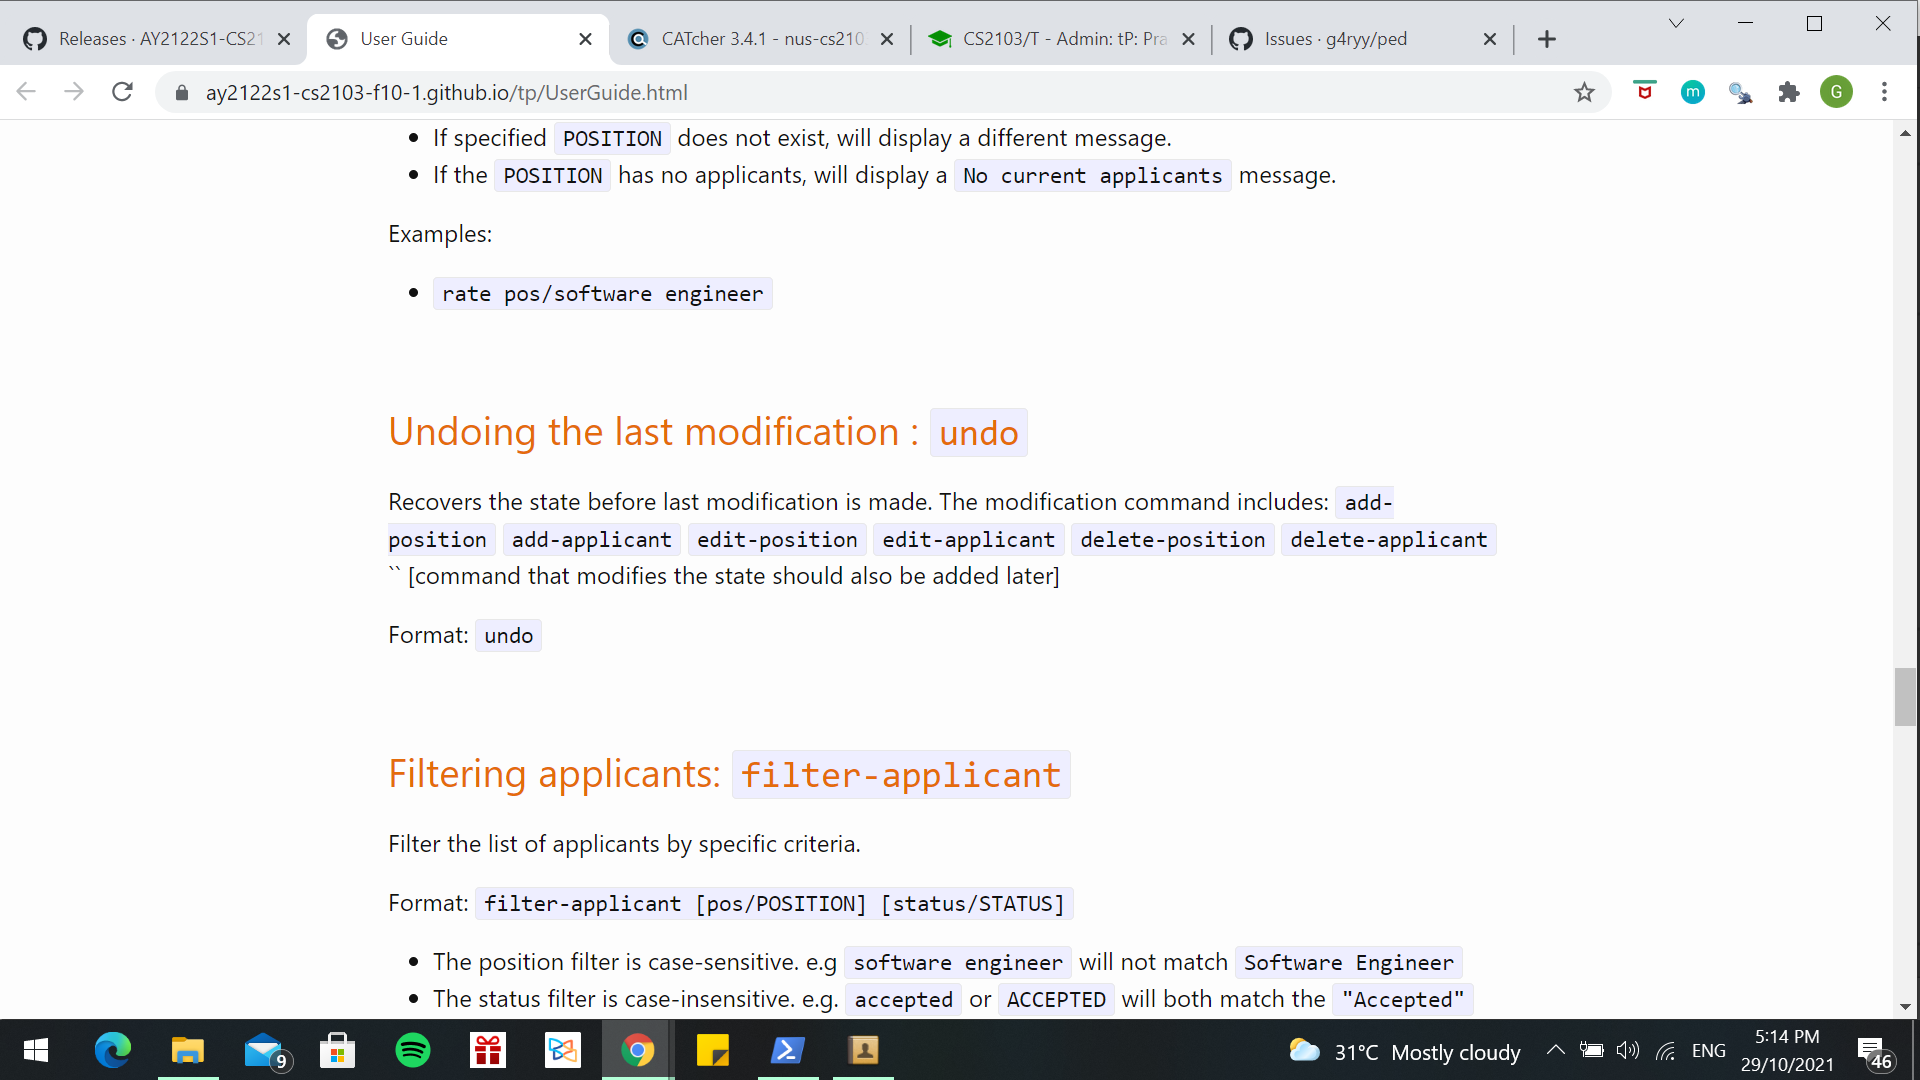 Releases · AY2122S1-CS21
User Guide
CATcher 3.4.1 - nus-cs210
CS2103/T - Admin: tP: Pra
Issues · g4ryy/ped
ay2122s1-cs2103-f10-1.github.io/tp/UserGuide.html
m
G
If specified POSITION does not exist, will display a different message.
If the POSITION has no applicants, will display a No current applicants message.
Examples:
rate pos/software engineer
Undoing the last modification : undo
Recovers the state before last modification is made. The modification command includes: add-
position add-applicant edit-position edit-applicant delete-position delete-applicant
`` [command that modifies the state should also be added later]
Format: undo
Filtering applicants: filter-applicant
Filter the list of applicants by specific criteria.
Format: filter-applicant [pos/POSITION] [status/STATUS]
The position filter is case-sensitive. e.g software engineer will not match Software Engineer
The status filter is case-insensitive. e.g. accepted or ACCEPTED will both match the "Accepted"
9
31°C Mostly cloudy
ENG
5:14 PM
29/10/2021
46